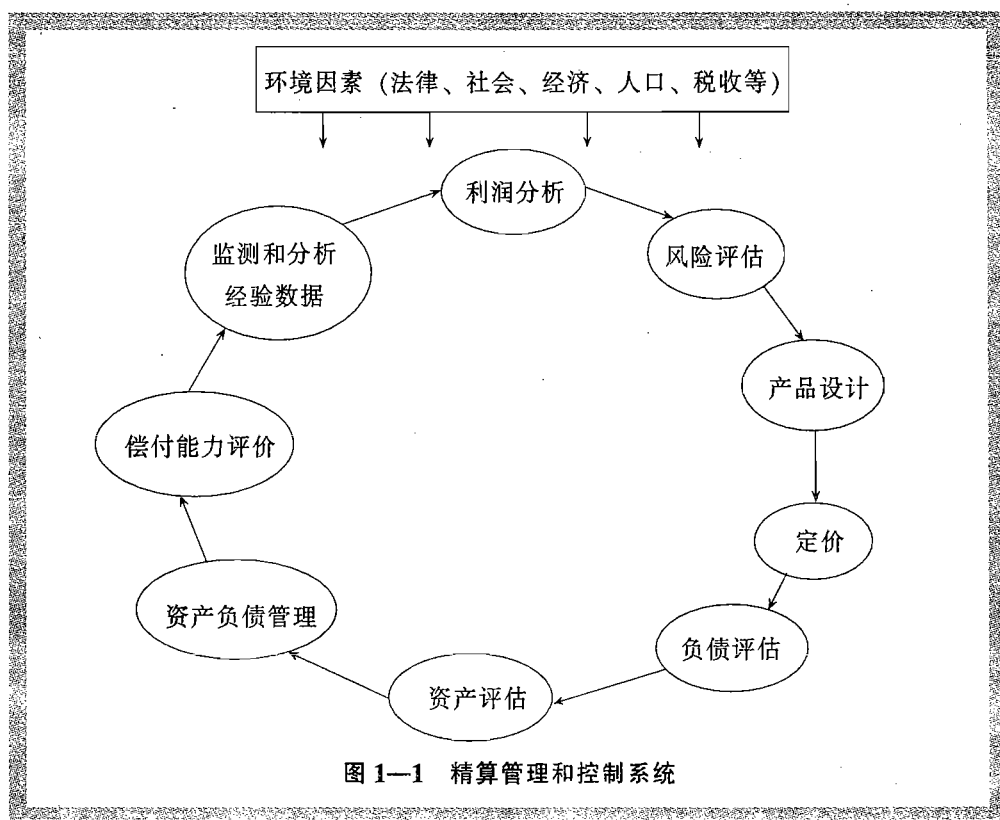 环境因素（法律、社会、经济、人口、税收等）
利润分析
风险评估
产品设计
定价
负债评估
资产评估
资产负债管理
偿付能力评价
监测和分析
经验数据
图 1—1 精算管理和控制系统